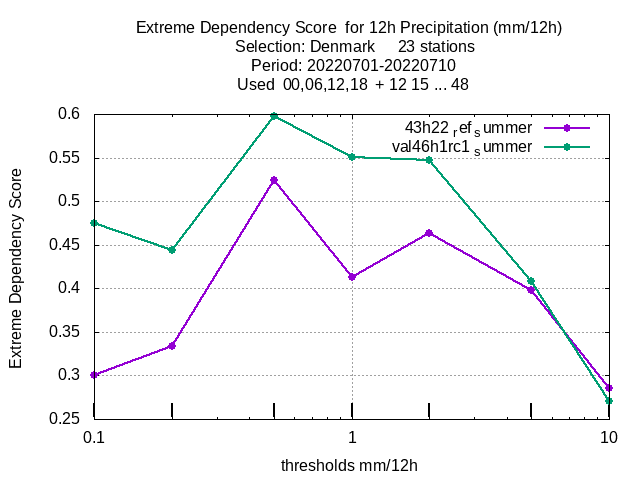 Extreme Dependency Score  for 12h Precipitation (mm/12h)
Selection: Denmark     23 stations
Period: 20220701-20220710
Used  00,06,12,18  + 12 15 ... 48
43h22 ref summer
val46h1rc1 summer
0.6
0.55
0.5
0.45
0.4
0.35
0.3
0.25
Extreme Dependency Score
0.1
1
10
thresholds mm/12h